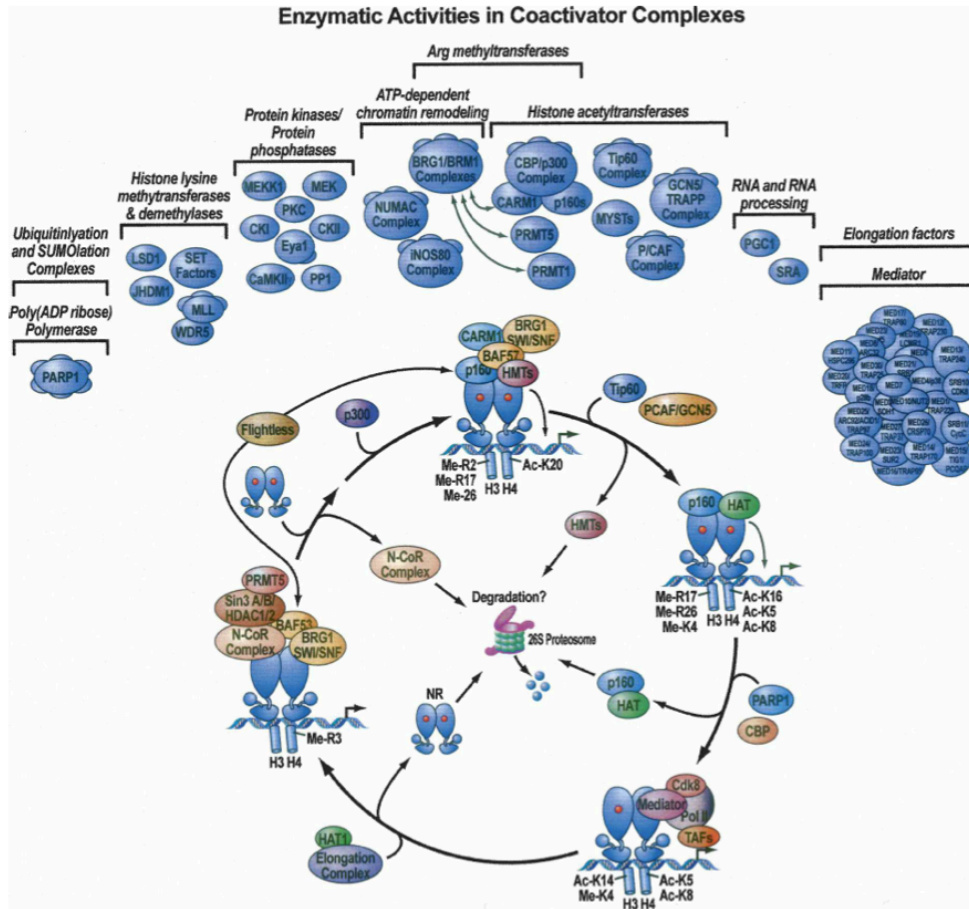 Enzymatic Activities in Coactivator Complexes
Arg methyltransferases
ATP-dependent
chromatin remodeling
Histone acetyltransferases
Protein kinases/
Protein
phosphatases
Histone lysine
methytransferases
& demethylases
Ubiquitinlyation
and SUMOlation
Complexes
Poly(ADP ribose)
Polymerase
RNA and RNA
processing
Elongation factors
Mediator
PARP1
LSD1
SET
Factors
JHDM1
MLL
WDR5
MEKK1
MEK
PKC
CKI
CKII
Eya1
CaMKII
PP1
BRG1/BRM1
Complexes
NUMAC
Complex
iNOS80
Complex
CBP/p300
Complex
CARM1
p160s
PRMT5
PRMT1
Tip60
Complex
MYSTs
GCN5/
TRAPP
Complex
P/CAF
Complex
PGC1
SRA
MED7
CARM1
BRG1
SWI/SNF
BAF57
p160
HMTs
Me-R2
Me-R17
Me-26
H3 H4
Ac-K20
Tip60
PCAF/GCN5
HMTs
p160
HAT
Me-R17
Me-R26
Me-K4
H3 H4
Ac-K16
Ac-K5
Ac-K8
PARP1
CBP
p160
HAT
Cdk8
Mediator
Pol II
TAFs
Ac-K14
Me-K4
H3 H4
Ac-K5
Ac-K8
HAT1
Elongation
Complex
NR
Degradation?
26S Proteosome
N-CoR
Complex
PRMT5
Sin3 A/B/
HDAC1/2
BAF53
N-CoR
Complex
BRG1
SWI/SNF
Me-R3
H3 H4
Flightless
p300